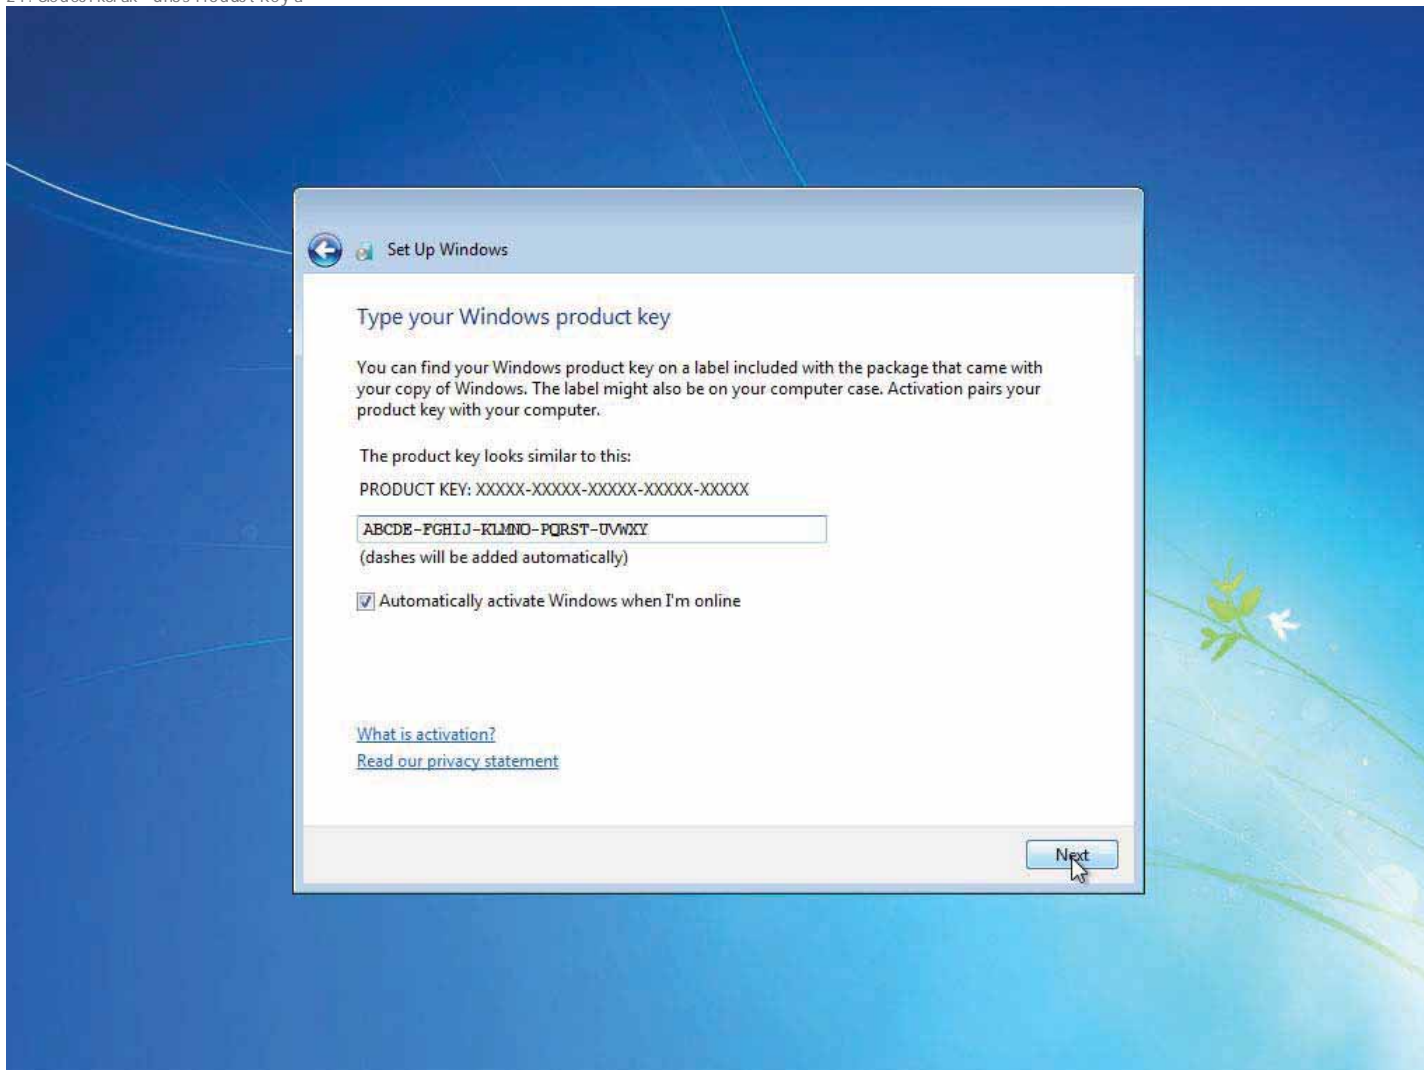 Set Up Windows
Type your Windows product key
You can find your Windows product key on a label included with the package that came with
your copy of Windows. The label might also be on your computer case. Activation pairs your
product key with your computer.
The product key looks similar to this:
PRODUCT KEY: XXXXX-XXXXX-XXXXX-XXXXX-XXXXX
ABCDE-FGHIJ-KLMNO-PQRST-UVWXY
(dashes will be added automatically)
Automatically activate Windows when I'm online
What is activation?
Read our privacy statement
Next